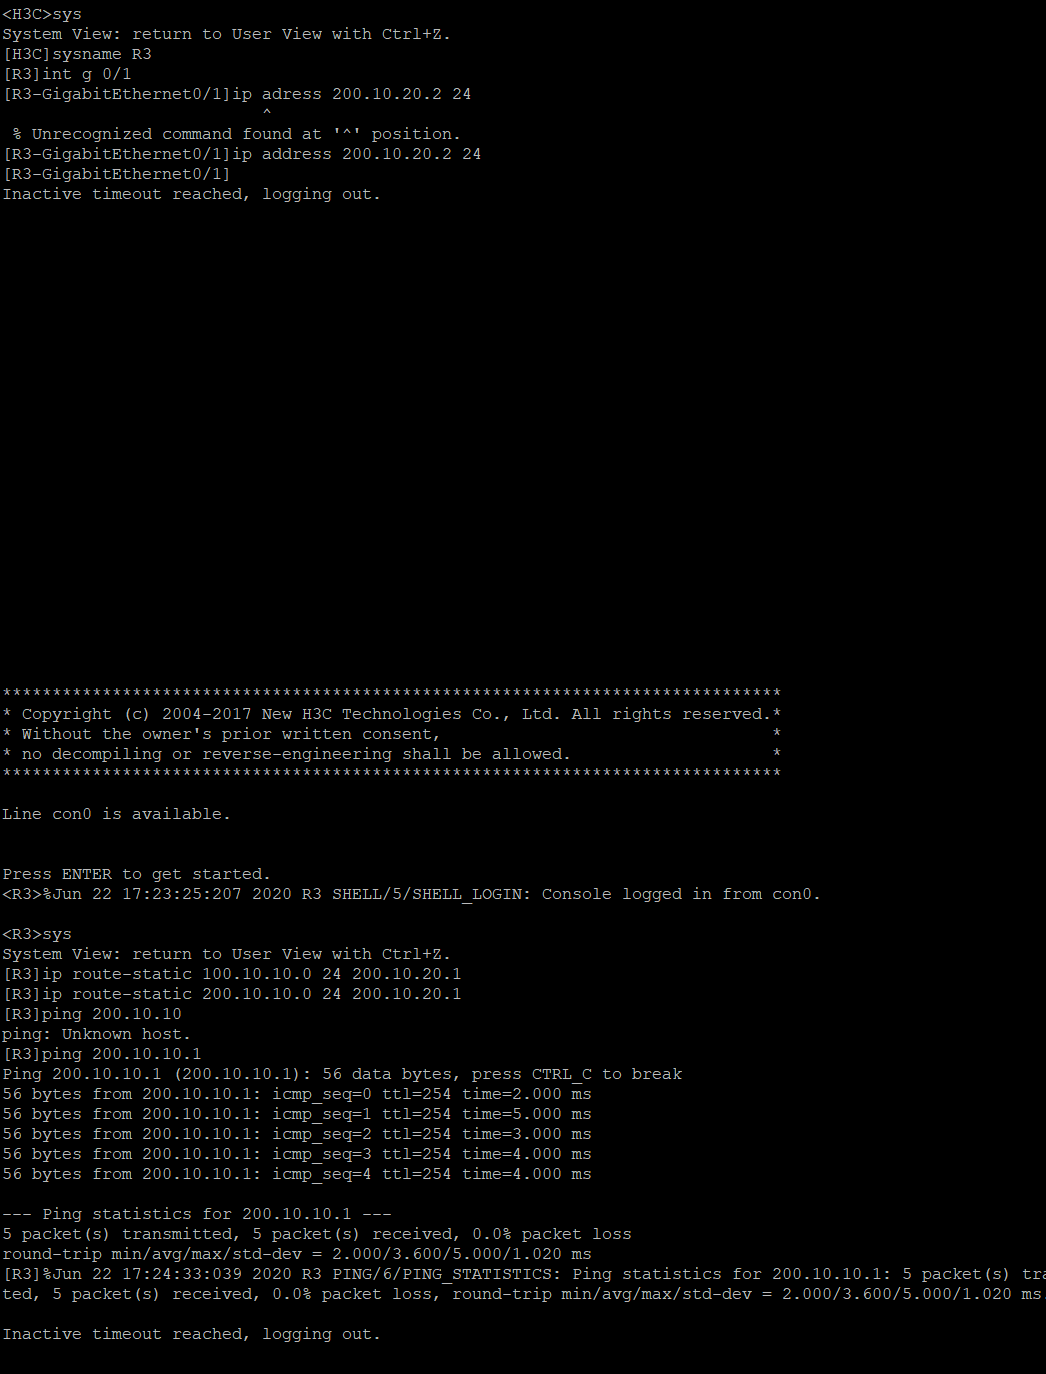 <H3C>sys
System View: return to User View with Ctrl+Z.
[H3C]sysname R3
[R3]int g 0/1
[R3-GigabitEthernet0/1]ip adress 200.10.20.2 24
^
% Unrecognized command found at '^' position.
[R3-GigabitEthernet0/1]ip address 200.10.20.2 24
[R3-GigabitEthernet0/1]
Inactive timeout reached, logging out.
******************************************************************************
* Copyright (c) 2004-2017 New H3C Technologies Co., Ltd. All rights reserved.*
* Without the owner's prior written consent,                                 *
* no decompiling or reverse-engineering shall be allowed.                    *
******************************************************************************
Line con0 is available.
Press ENTER to get started.
<R3>%Jun 22 17:23:25:207 2020 R3 SHELL/5/SHELL_LOGIN: Console logged in from con0.
<R3>sys
System View: return to User View with Ctrl+Z.
[R3]ip route-static 100.10.10.0 24 200.10.20.1
[R3]ip route-static 200.10.10.0 24 200.10.20.1
[R3]ping 200.10.10
ping: Unknown host.
[R3]ping 200.10.10.1
Ping 200.10.10.1 (200.10.10.1): 56 data bytes, press CTRL_C to break
56 bytes from 200.10.10.1: icmp_seq=0 ttl=254 time=2.000 ms
56 bytes from 200.10.10.1: icmp_seq=1 ttl=254 time=5.000 ms
56 bytes from 200.10.10.1: icmp_seq=2 ttl=254 time=3.000 ms
56 bytes from 200.10.10.1: icmp_seq=3 ttl=254 time=4.000 ms
56 bytes from 200.10.10.1: icmp_seq=4 ttl=254 time=4.000 ms
--- Ping statistics for 200.10.10.1 ---
5 packet(s) transmitted, 5 packet(s) received, 0.0% packet loss
round-trip min/avg/max/std-dev = 2.000/3.600/5.000/1.020 ms
[R3]%Jun 22 17:24:33:039 2020 R3 PING/6/PING_STATISTICS: Ping statistics for 200.10.10.1: 5 packet(s) tra
ted, 5 packet(s) received, 0.0% packet loss, round-trip min/avg/max/std-dev = 2.000/3.600/5.000/1.020 ms.
Inactive timeout reached, logging out.